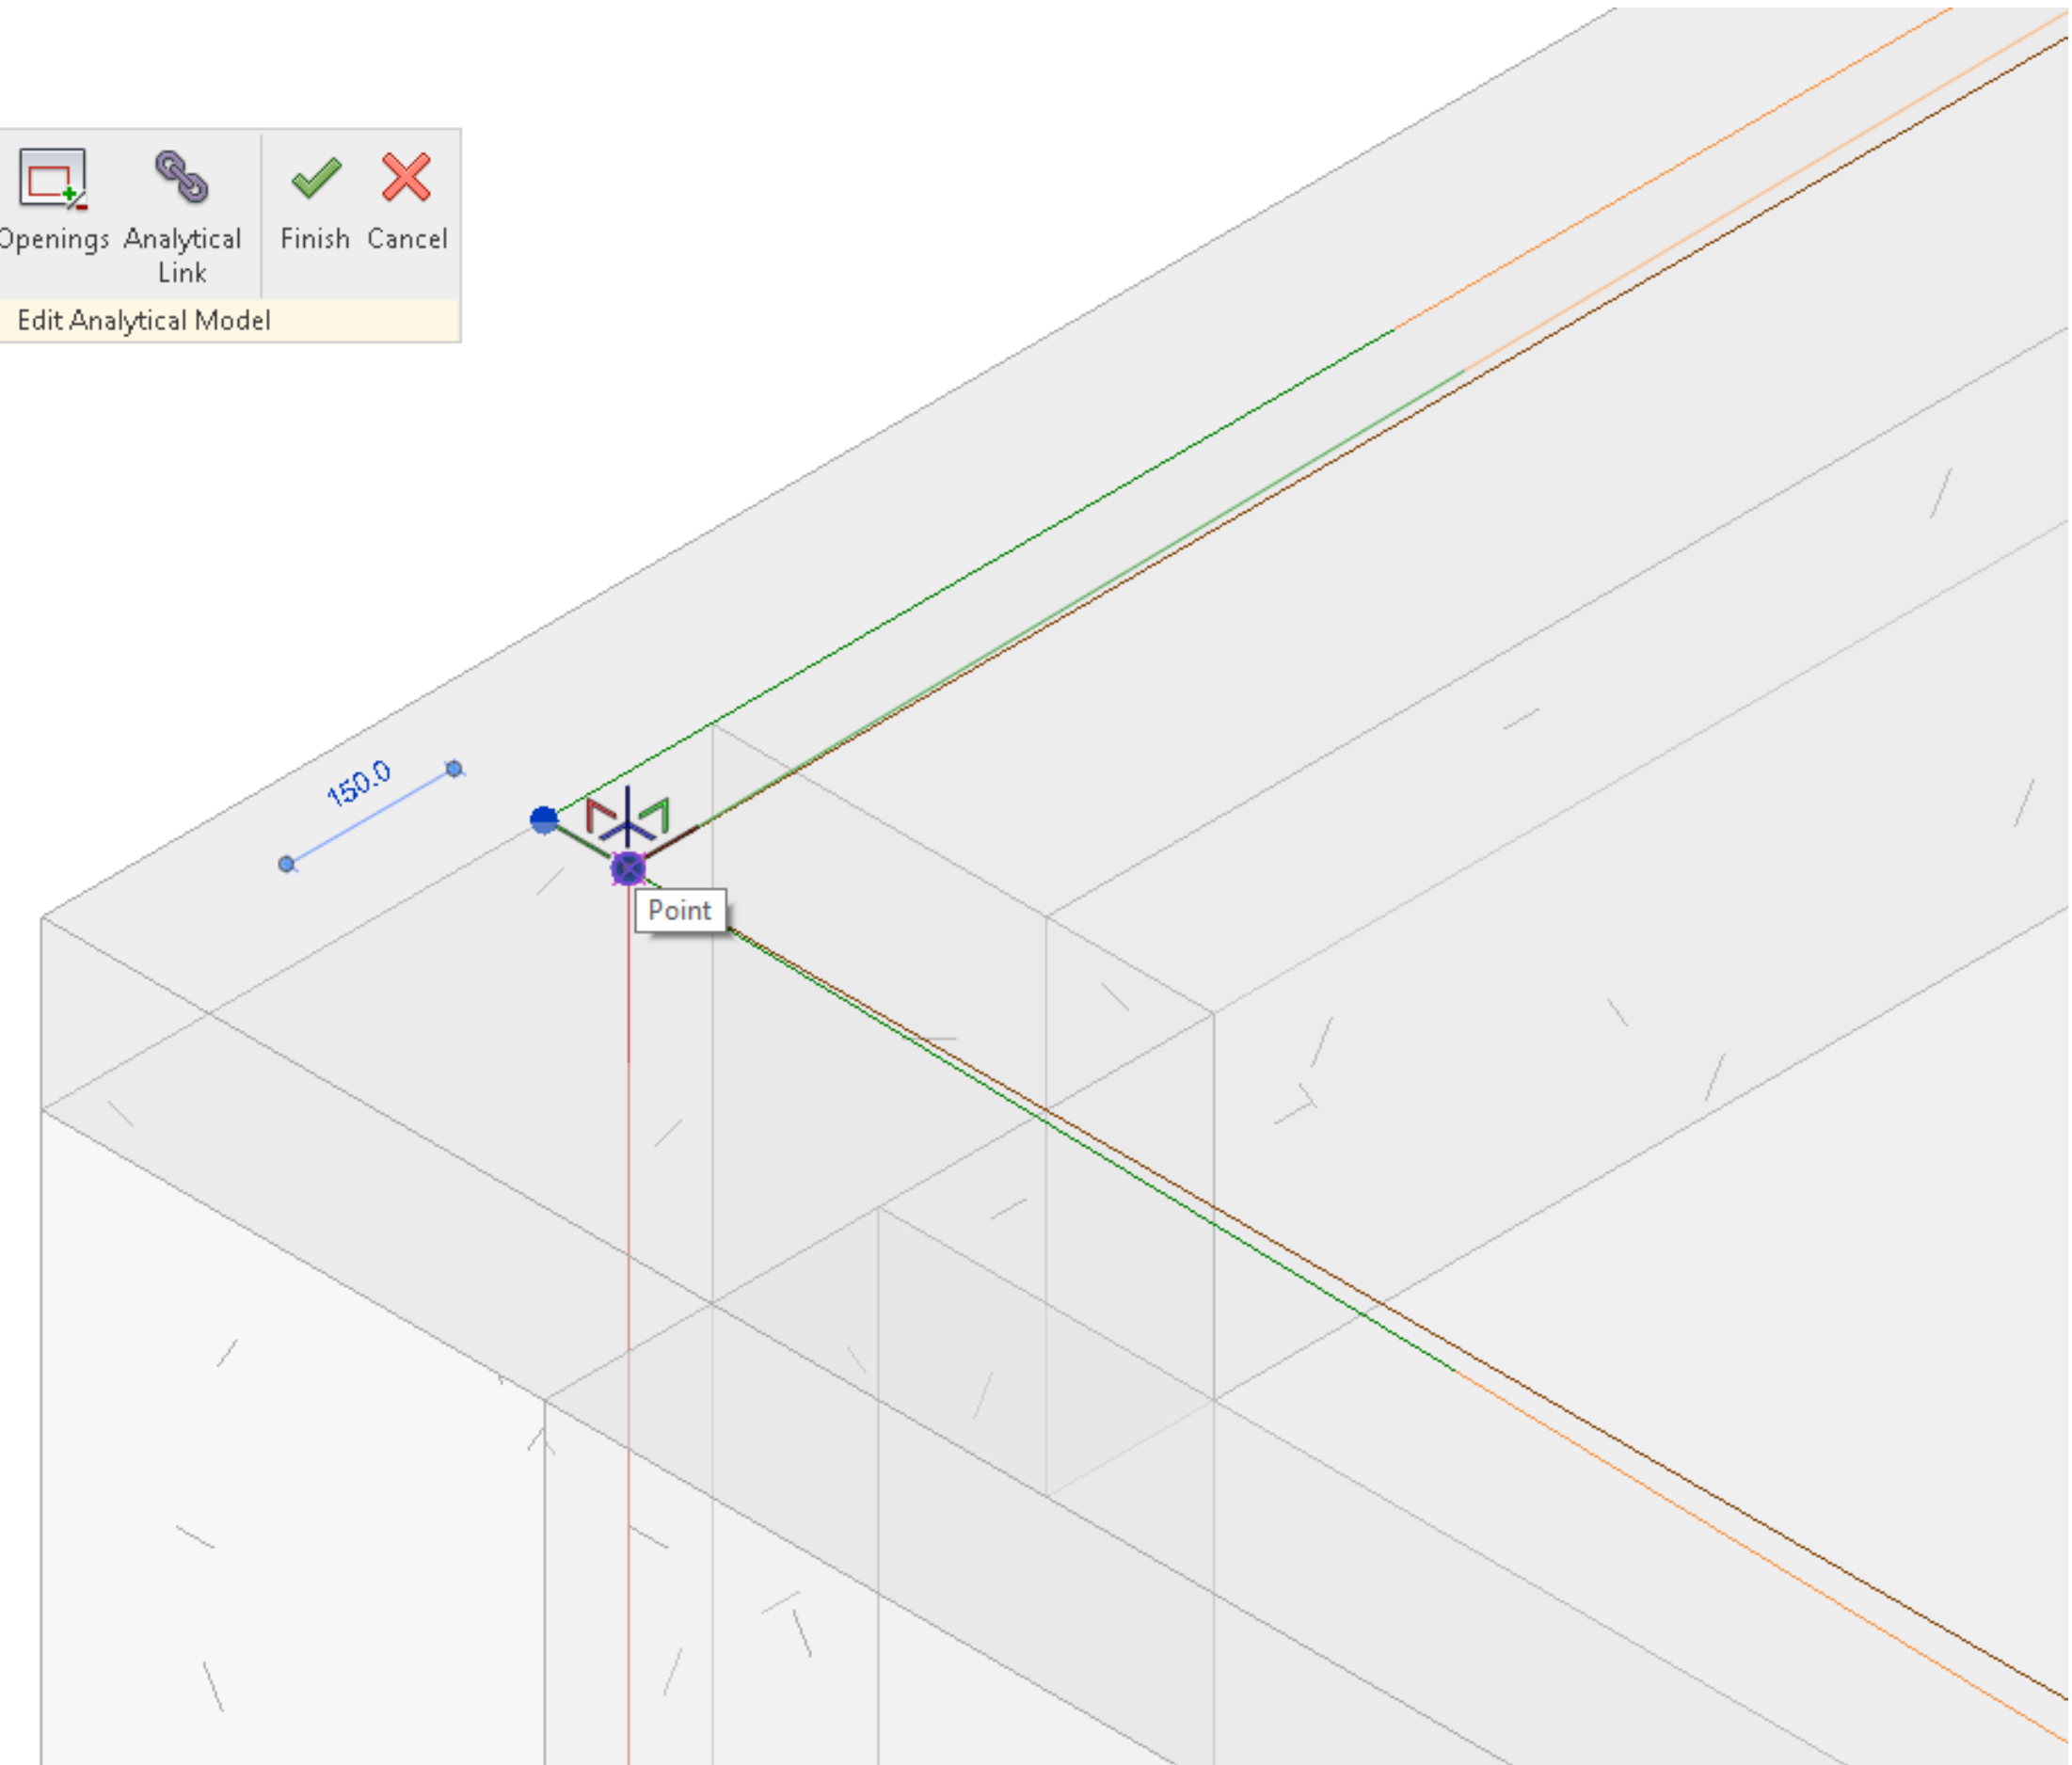 Openings
Analytical
Link
Finish
Cancel
Edit Analytical Model
150.0
Point